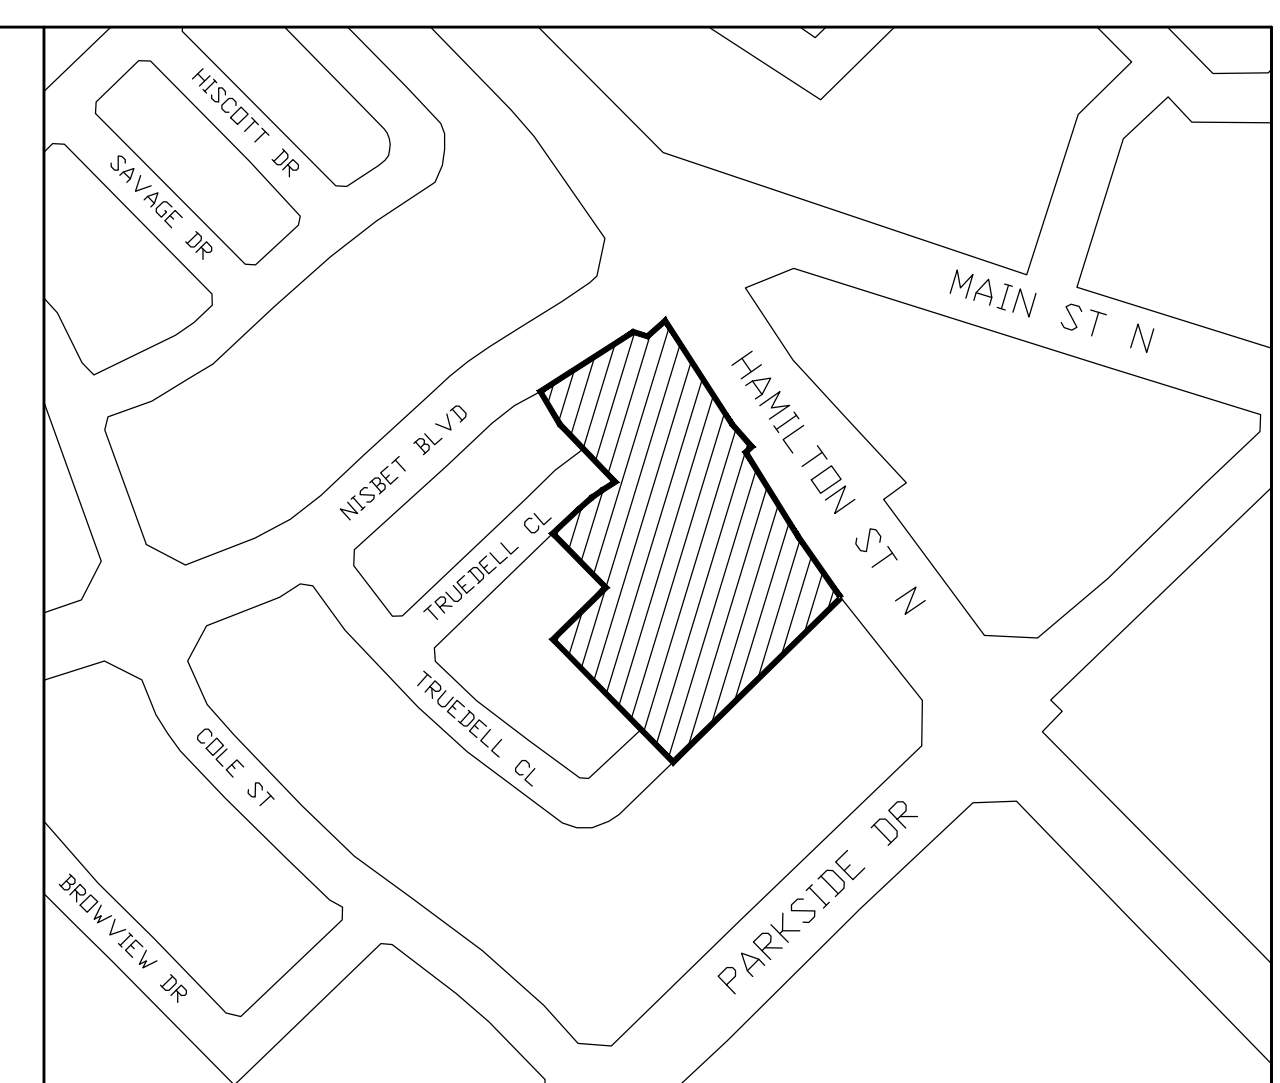 HISCOTT DR
SAVAGE DR
MAIN ST N
HAMILTON ST N
NISBET BLVD
TRUEDELL CL
TRUEDELL CL
COLE ST
PARKSIDE DR
BROWVIEW DR